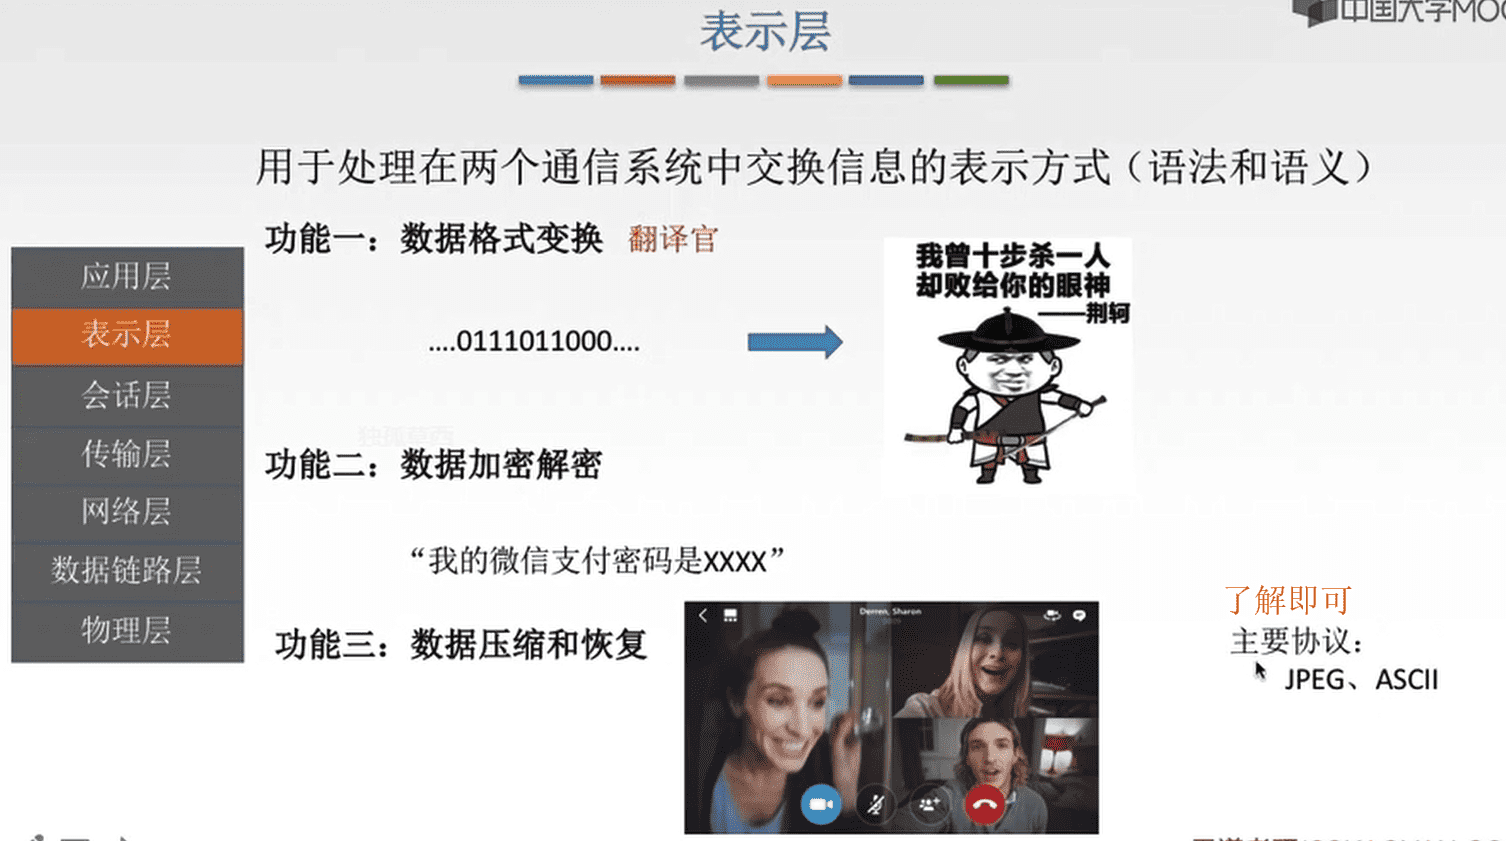 表示层
中国大学MOO
用于处理在两个通信系统中交换信息的表示方式（语法和语义）
功能一：数据格式变换 翻译官
我曾十步杀一人
却败给你的眼神
——荆轲
....0111011000....
应用层
表示层
会话层
传输层
网络层
数据链路层
物理层
独孤草西
功能二：数据加密解密
“我的微信支付密码是XXXX”
功能三：数据压缩和恢复
Darren, Sharon
了解即可
主要协议：
JPEG、ASCII